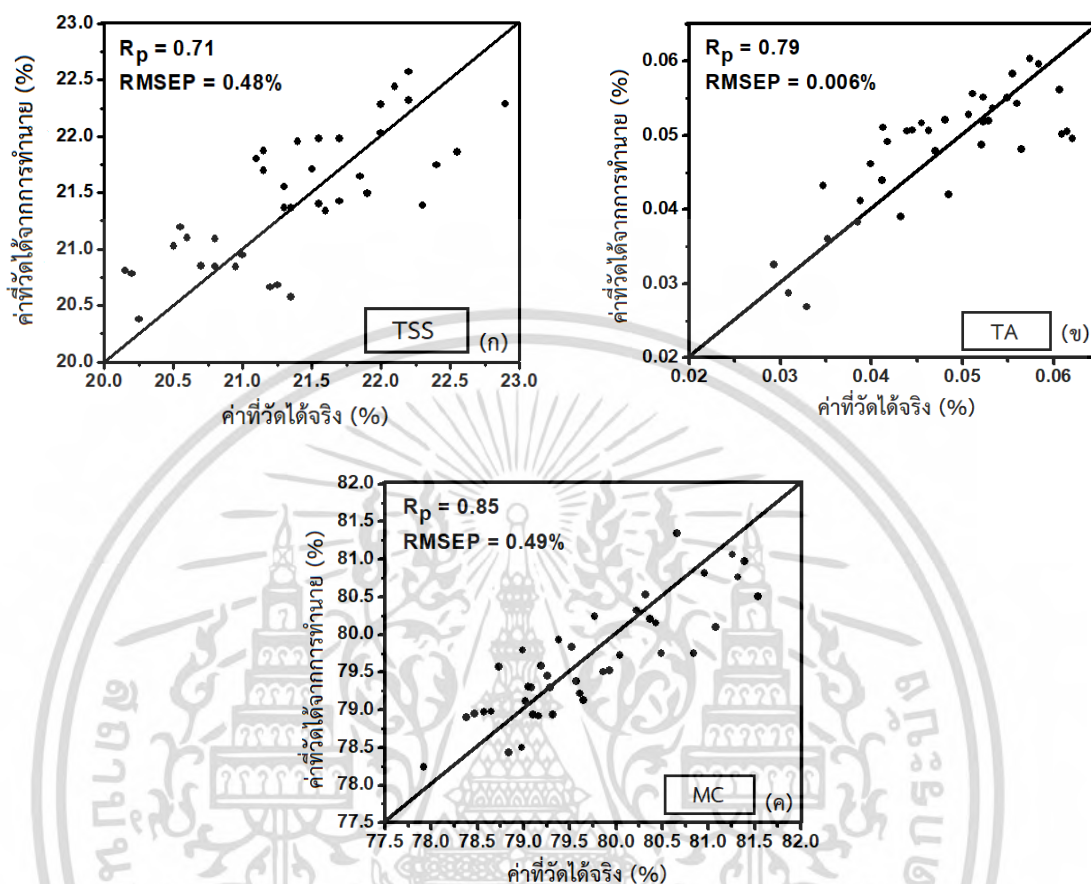 23.0
22.5
22.0
21.5
21.0
20.5
20.0
ค่าที่วัดได้จากการทำนาย (%)
R p = 0.71
RMSEP = 0.48%
TSS
(ก)
20.0 20.5 21.0 21.5 22.0 22.5 23.0
ค่าที่วัดได้จริง (%)
0.06
0.05
0.04
0.03
0.02
ค่าที่วัดได้จากการทำนาย (%)
R p = 0.79
RMSEP = 0.006%
TA
(ข)
0.02 0.03 0.04 0.05 0.06
ค่าที่วัดได้จริง (%)
82.0
81.5
81.0
80.5
80.0
79.5
79.0
78.5
78.0
77.5
ค่าที่วัดได้จากการทำนาย (%)
R p = 0.85
RMSEP = 0.49%
MC
(ค)
77.5 78.0 78.5 79.0 79.5 80.0 80.5 81.0 81.5 82.0
ค่าที่วัดได้จริง (%)